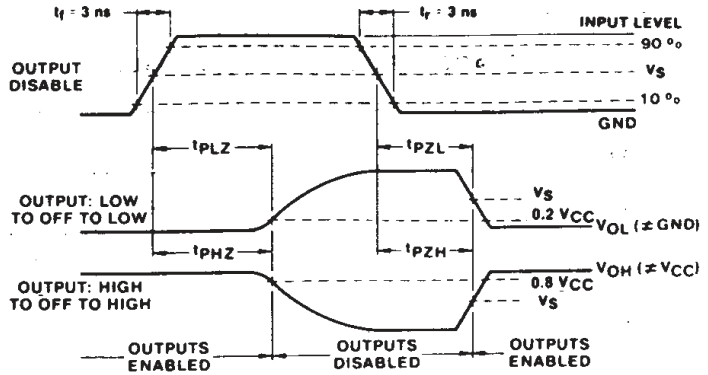 tf = 3 ns
tr = 3 ns
INPUT LEVEL
90 %
OUTPUT
DISABLE
VS
10 %
GND
tPLZ
tPZL
OUTPUT: LOW
TO OFF TO LOW
VS
0.2 VCC
VOL (≠ GND)
tPHZ
tPZH
OUTPUT: HIGH
TO OFF TO HIGH
VOH (≠ VCC)
0.8 VCC
VS
OUTPUTS
ENABLED
OUTPUTS
DISABLED
OUTPUTS
ENABLED